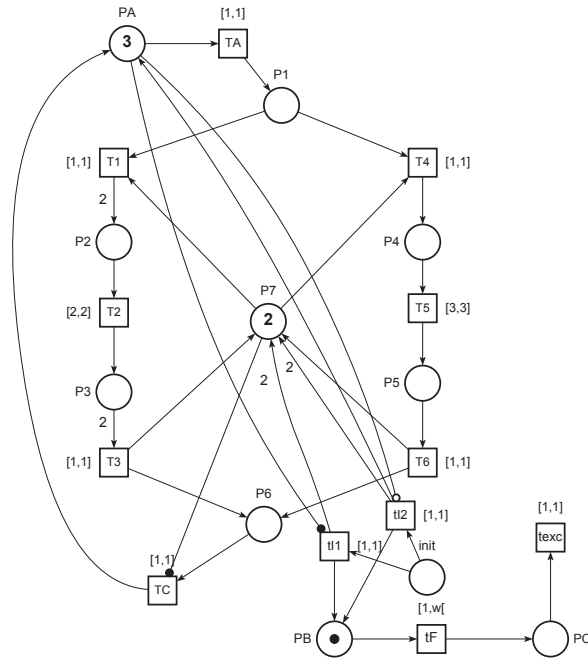 [1,1]
PA
3
TA
P1
[1,1]
T1
T4
[1,1]
2
P2
P4
P7
[2,2]
T2
2
T5
[3,3]
P3
2
2
2
P5
[1,1]
T3
T6
[1,1]
P6
tI2
[1,1]
[1,1]
[1,1]
tI1
[1,1]
init
texc
TC
[1,w[
PB
tF
PC